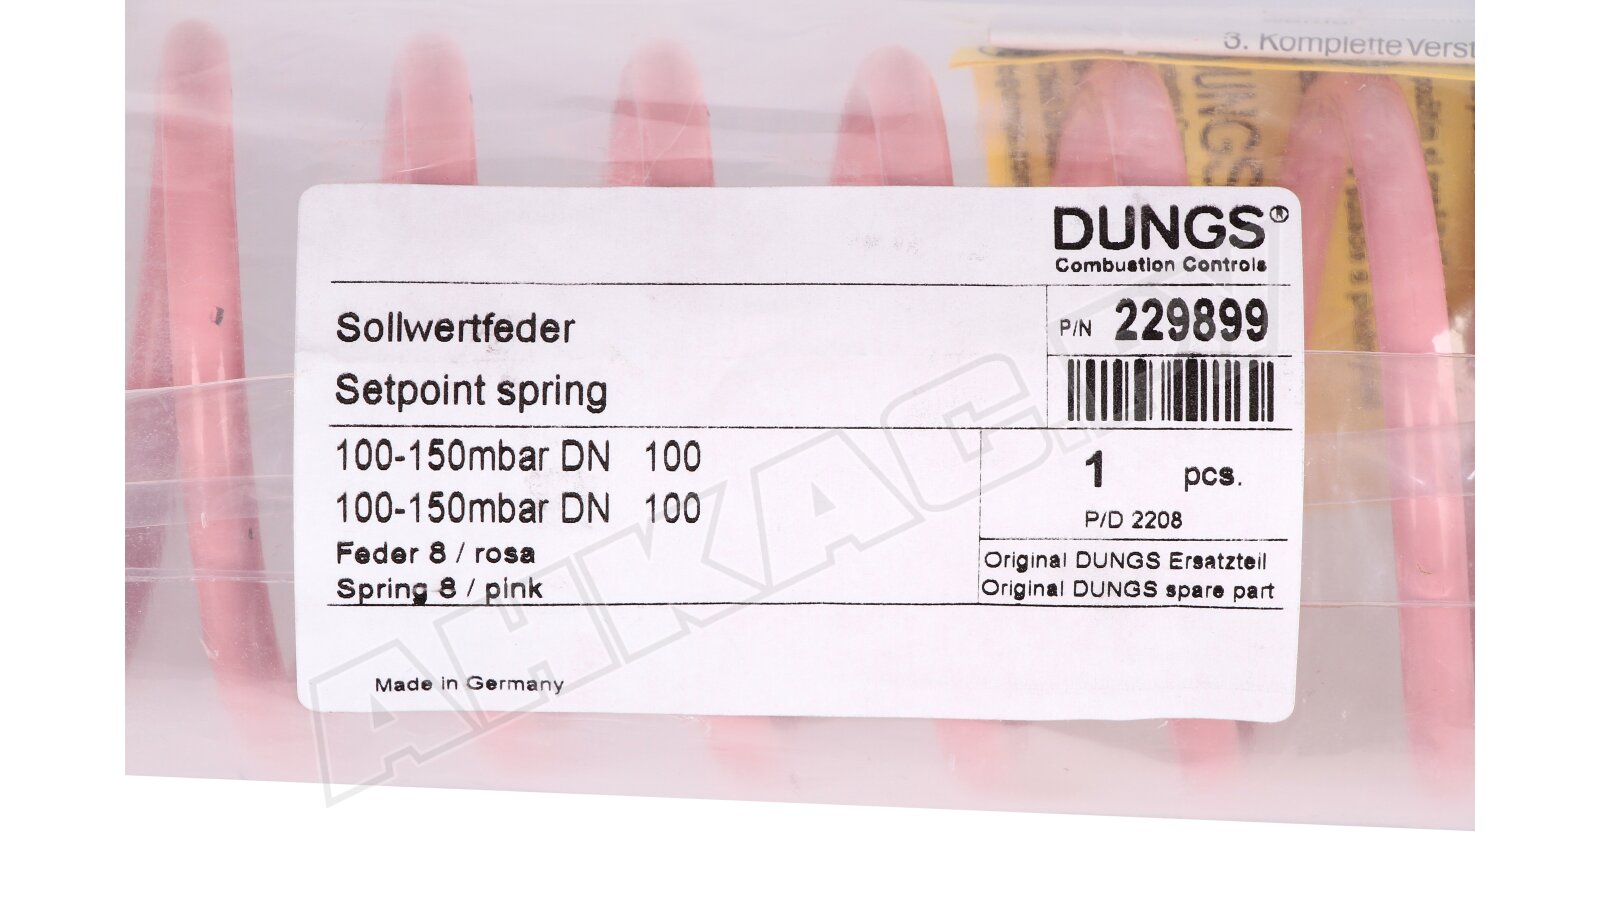 3. Komplette Verst
DUNGS
DUNGS®
Combustion Controls
Sollwertfeder
Setpoint spring
P/N 229899
100-150mbar DN 100
100-150mbar DN 100
Feder 8 / rosa
Spring 8 / pink
1 pcs.
P/D 2208
Original DUNGS Ersatzteil
Original DUNGS spare part
Made in Germany